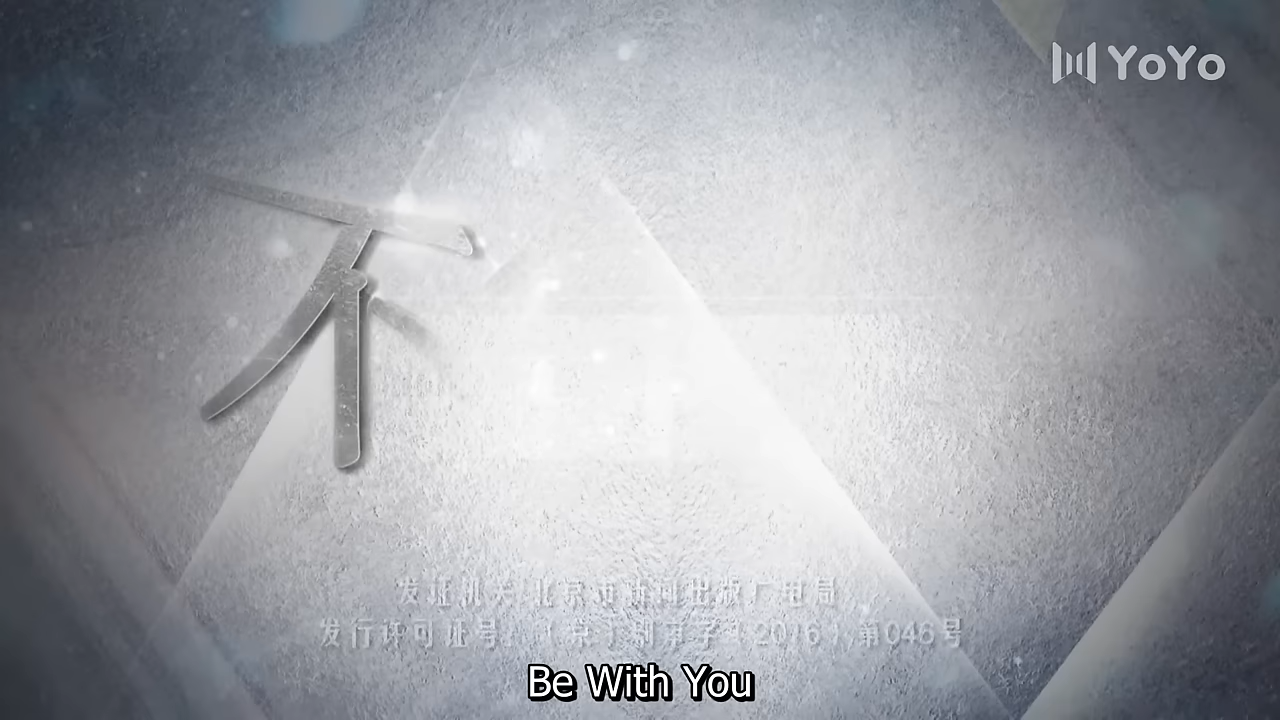 YoYo
不
发证机关:北京市新闻出版广电局
发行许可证号:(京)剧审字(2016)第046号
Be With You